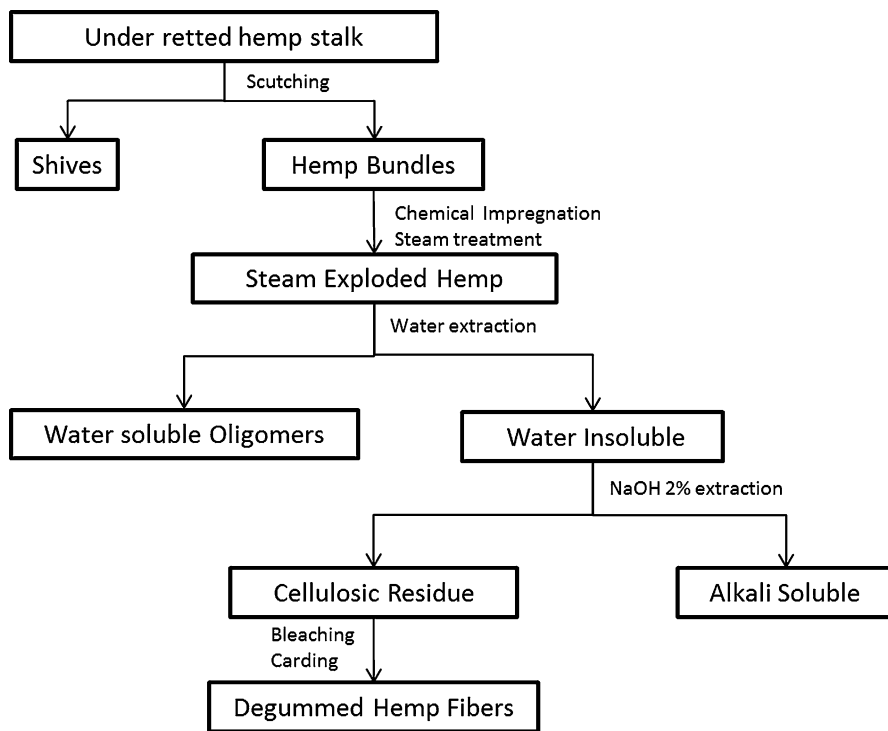 Under retted hemp stalk
Scutching
Shives
Hemp Bundles
Chemical Impregnation
Steam treatment
Steam Exploded Hemp
Water extraction
Water soluble Oligomers
Water Insoluble
NaOH 2% extraction
Cellulosic Residue
Alkali Soluble
Bleaching
Carding
Degummed Hemp Fibers